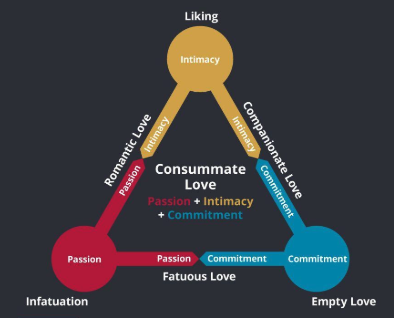 Liking
Intimacy
Romantic Love
Intimacy
Passion
Companionate Love
Intimacy
Commitment
Consummate
Love
Passion + Intimacy
+ Commitment
Passion
Passion
Commitment
Commitment
Fatuous Love
Infatuation
Empty Love